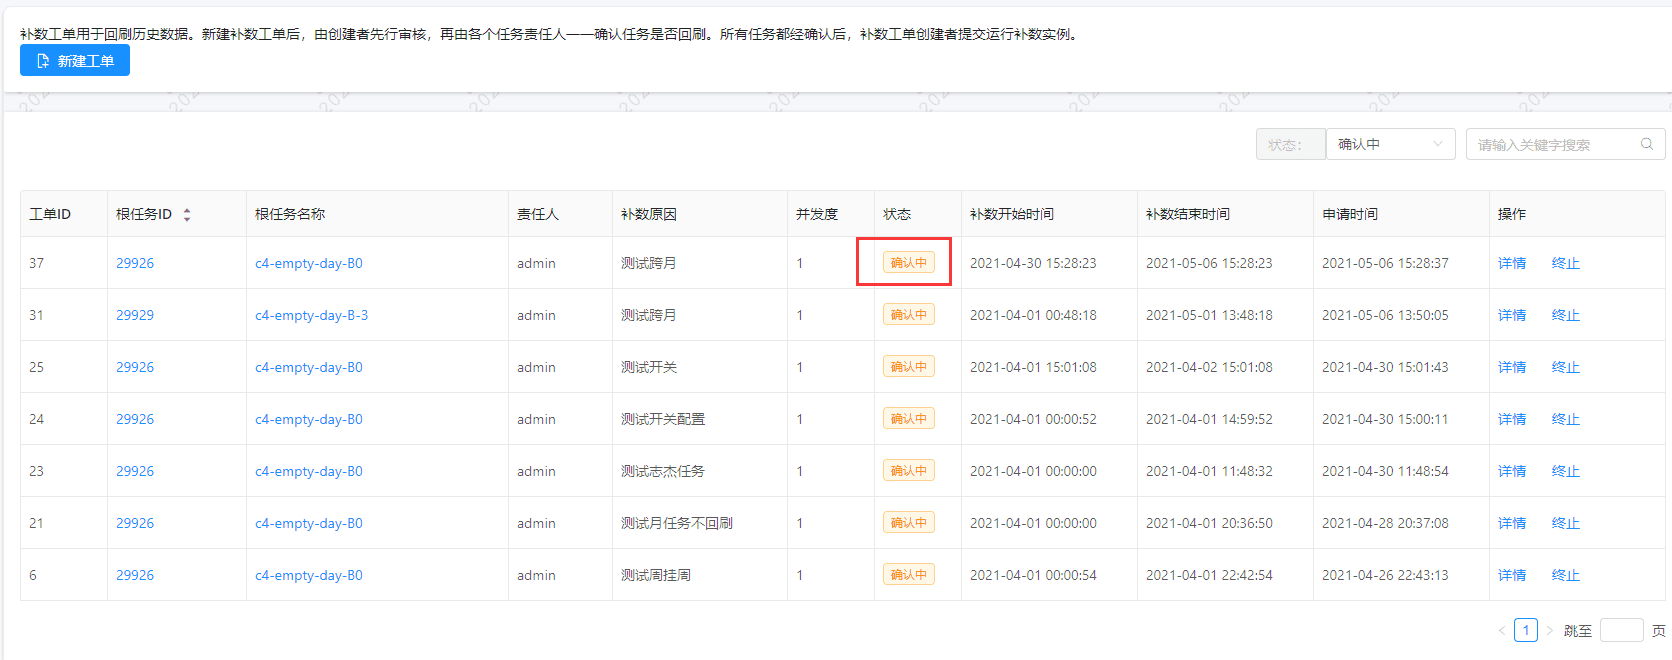 补数工单用于回刷历史数据。新建补数工单后，由创建者先行审核，再由各个任务责任人一一确认任务是否回刷。所有任务都经确认后，补数工单创建者提交运行补数实例。
新建工单
状态： 确认中 请输入关键字搜索
工单ID 根任务ID 根任务名称 责任人 补数原因 并发度 状态 补数开始时间 补数结束时间 申请时间 操作
37 29926 c4-empty-day-B0 admin 测试跨月 1 确认中 2021-04-30 15:28:23 2021-05-06 15:28:23 2021-05-06 15:28:37 详情 终止
31 29929 c4-empty-day-B-3 admin 测试跨月 1 确认中 2021-04-01 00:48:18 2021-05-01 13:48:18 2021-05-06 13:50:05 详情 终止
25 29926 c4-empty-day-B0 admin 测试开关 1 确认中 2021-04-01 15:01:08 2021-04-02 15:01:08 2021-04-30 15:01:43 详情 终止
24 29926 c4-empty-day-B0 admin 测试开关配置 1 确认中 2021-04-01 00:00:52 2021-04-01 14:59:52 2021-04-30 15:00:11 详情 终止
23 29926 c4-empty-day-B0 admin 测试志杰任务 1 确认中 2021-04-01 00:00:00 2021-04-01 11:48:32 2021-04-30 11:48:54 详情 终止
21 29926 c4-empty-day-B0 admin 测试月任务不回刷 1 确认中 2021-04-01 00:00:00 2021-04-01 20:36:50 2021-04-28 20:37:08 详情 终止
6 29926 c4-empty-day-B0 admin 测试周挂周 1 确认中 2021-04-01 00:00:54 2021-04-01 22:42:54 2021-04-26 22:43:13 详情 终止
1 跳至 页